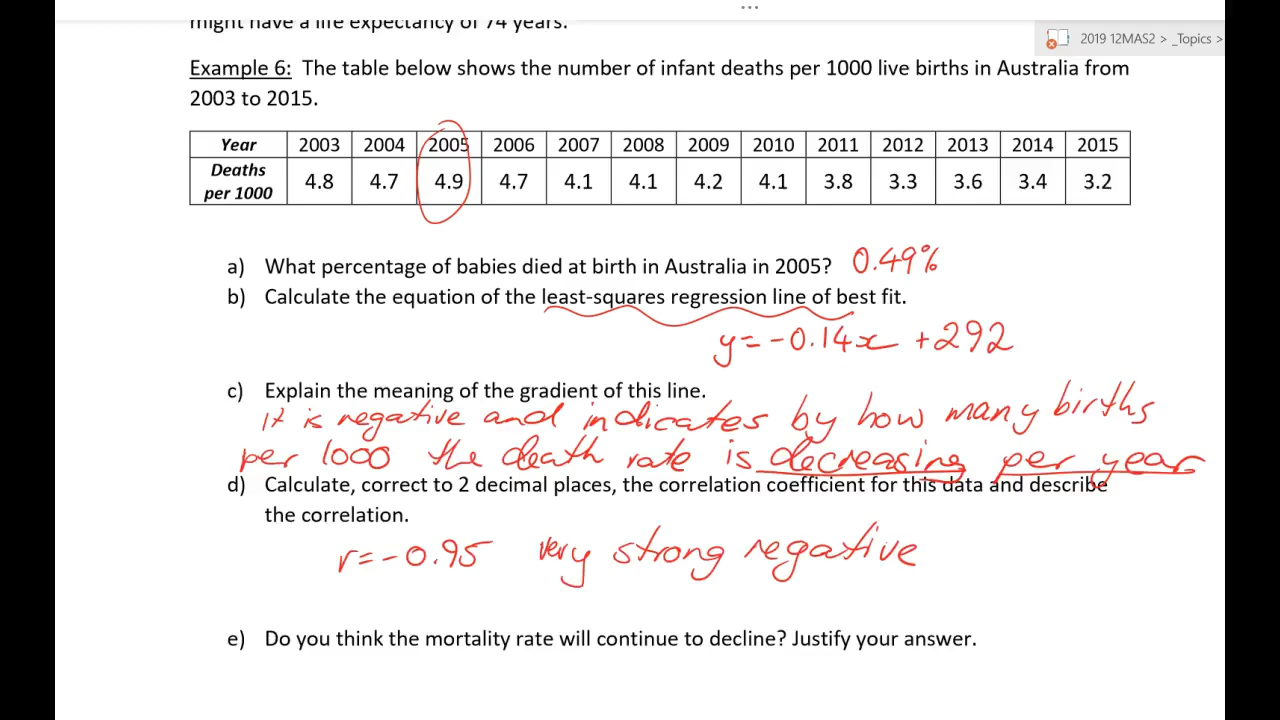 might have a life expectancy of 74 years.
2019 12MAS2 > _Topics >
Example 6: The table below shows the number of infant deaths per 1000 live births in Australia from
2003 to 2015.
Year 2003 2004 2005 2006 2007 2008 2009 2010 2011 2012 2013 2014 2015
Deaths per 1000 4.8 4.7 4.9 4.7 4.1 4.1 4.2 4.1 3.8 3.3 3.6 3.4 3.2
a) What percentage of babies died at birth in Australia in 2005? 0.49%
b) Calculate the equation of the least-squares regression line of best fit.
y = -0.14x + 292
c) Explain the meaning of the gradient of this line.
It is negative and indicates by how many births
per 1000 the death rate is decreasing per year
d) Calculate, correct to 2 decimal places, the correlation coefficient for this data and describe
the correlation.
r = -0.95 very strong negative
e) Do you think the mortality rate will continue to decline? Justify your answer.